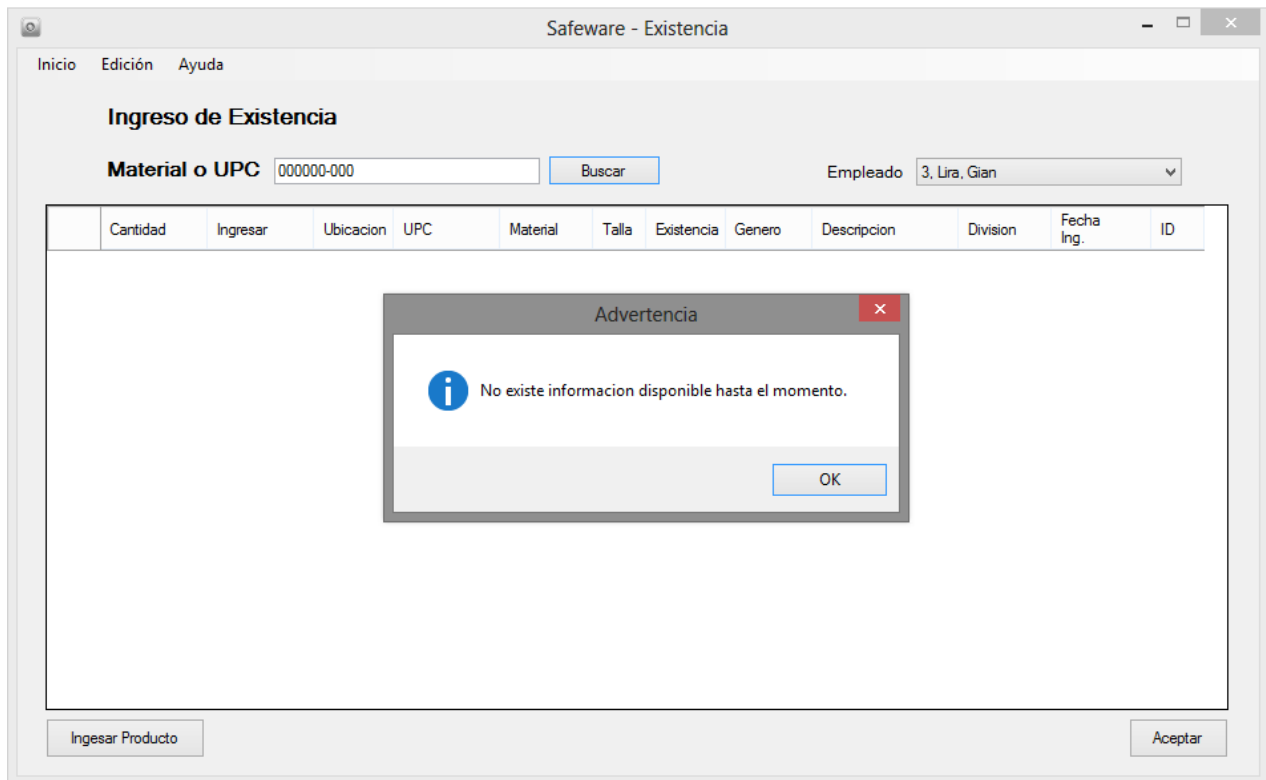 Safeware - Existencia
Inicio Edición Ayuda
Ingreso de Existencia
Material o UPC 000000-000 Buscar Empleado 3, Lira, Gian
Cantidad Ingresar Ubicacion UPC Material Talla Existencia Genero Descripcion Division Fecha Ing. ID
Advertencia
No existe informacion disponible hasta el momento.
OK
Ingesar Producto Aceptar